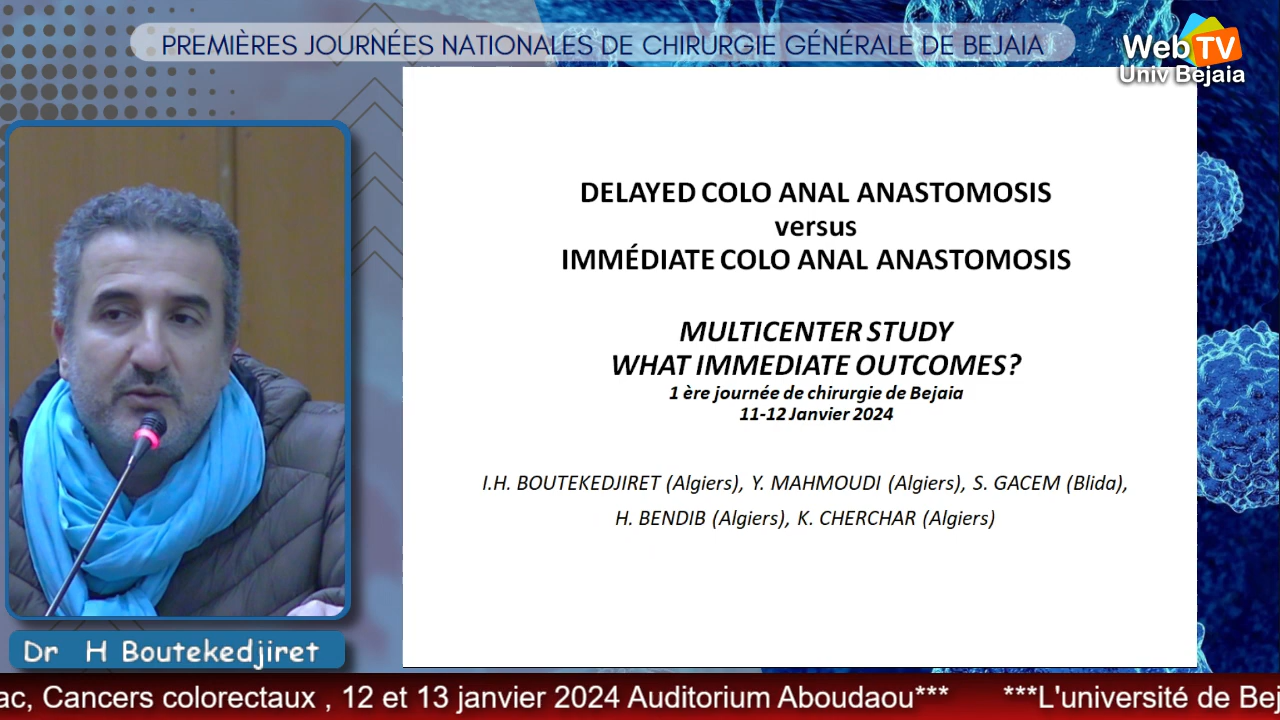 PREMIÈRES JOURNÉES NATIONALES DE CHIRURGIE GÉNÉRALE DE BEJAIA
Web TV
Univ Bejaia
DELAYED COLO ANAL ANASTOMOSIS
versus
IMMÉDIATE COLO ANAL ANASTOMOSIS
MULTICENTER STUDY
WHAT IMMEDIATE OUTCOMES?
1 ère journée de chirurgie de Bejaia
11-12 Janvier 2024
I.H. BOUTEKEDJIRET (Algiers), Y. MAHMOUDI (Algiers), S. GACEM (Blida),
H. BENDIB (Algiers), K. CHERCHAR (Algiers)
Dr H Boutekedjiret
ac, Cancers colorectaux , 12 et 13 janvier 2024 Auditorium Aboudaou*** ***L'université de Bej